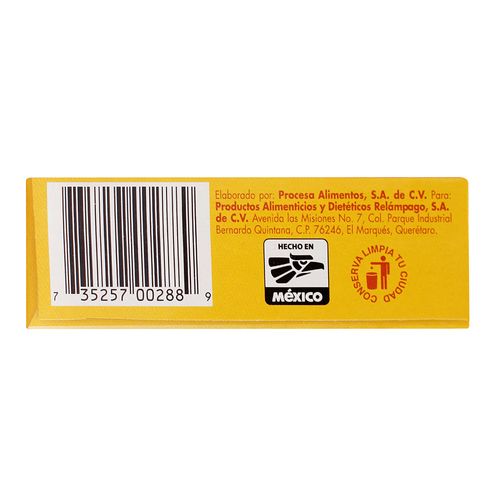 Elaborado por: Procesa Alimentos, S.A. de C.V. Para:
Productos Alimenticios y Dietéticos Relámpago, S.A.
de C.V. Avenida las Misiones No. 7, Col. Parque Industrial
Bernardo Quintana, C.P. 76246, El Marqués, Querétaro.
HECHO EN
MÉXICO
CONSERVA LIMPIA TU CIUDAD
7 35257 00288 9